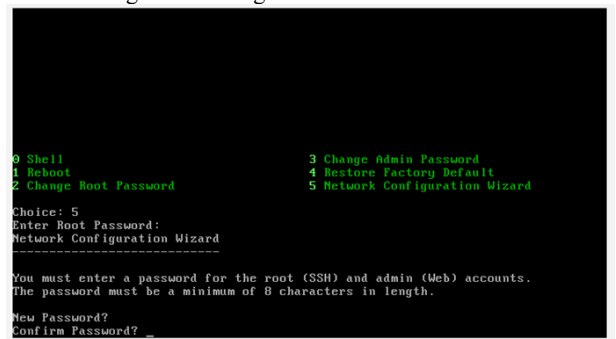 0 Shell 3 Change Admin Password
1 Reboot 4 Restore Factory Default
2 Change Root Password 5 Network Configuration Wizard
Choice: 5
Enter Root Password:
Network Configuration Wizard
----------------------------
You must enter a password for the root (SSH) and admin (Web) accounts.
The password must be a minimum of 8 characters in length.
New Password?
Confirm Password? _